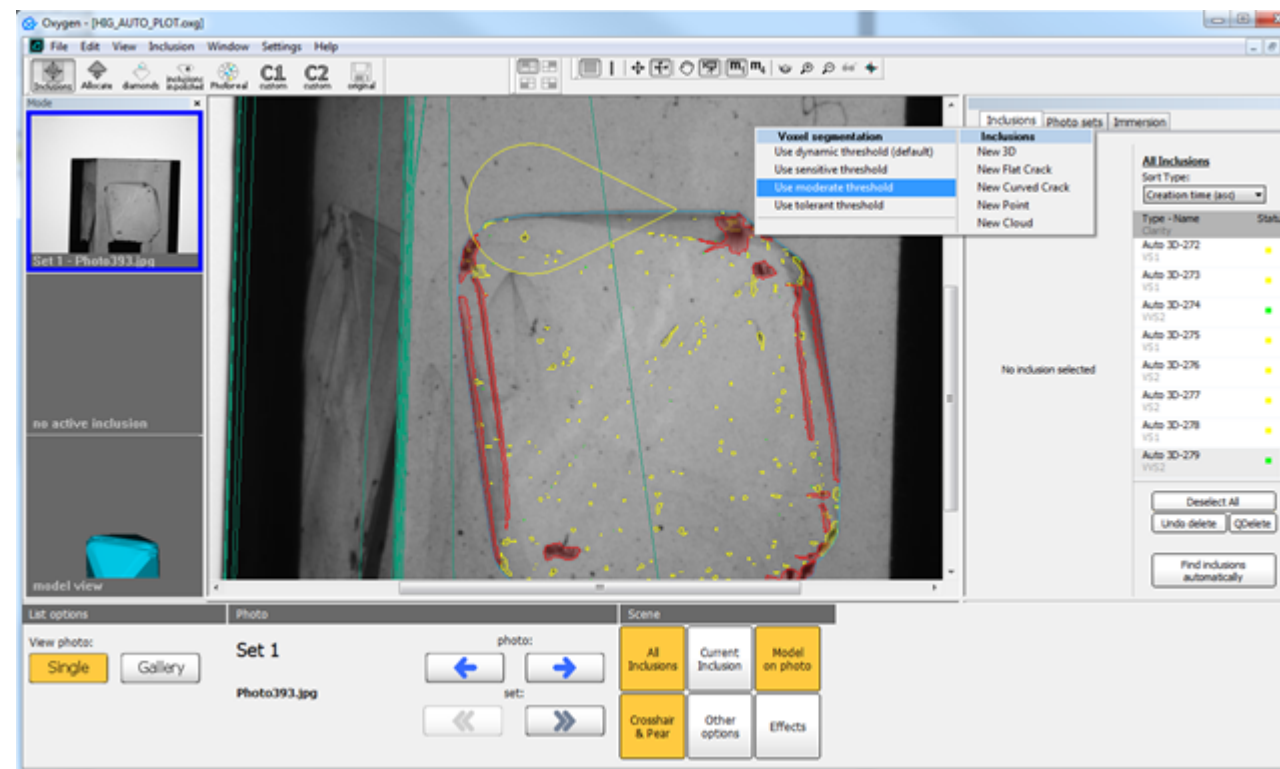 Oxygen - [HIG_AUTO_PLOT.oxg]
File Edit View Inclusion Window Settings Help
Inclusions Allocate diamonds inclusions in polished Photoreal C1 custom C2 custom original
Mode
Set 1 - Photo393.jpg
no active inclusion
model view
Voxel segmentation
Use dynamic threshold (default)
Use sensitive threshold
Use moderate threshold
Use tolerant threshold
Inclusions
New 3D
New Flat Crack
New Curved Crack
New Point
New Cloud
Inclusions Photo sets Immersion
No inclusion selected
All Inclusions
Sort Type:
Creation time (asc)
Type - Name Statu
Clarity
Auto 3D-272
VS1
Auto 3D-273
VS1
Auto 3D-274
VVS2
Auto 3D-275
VS1
Auto 3D-276
VS2
Auto 3D-277
VS2
Auto 3D-278
VS1
Auto 3D-279
VVS2
Deselect All
Undo delete QDelete
Find inclusions
automatically
List options
View photo:
Single Gallery
Photo
Set 1
Photo393.jpg
photo:
set:
Scene
All
Inclusions
Current
Inclusion
Model
on photo
Crosshair
& Pear
Other
options
Effects